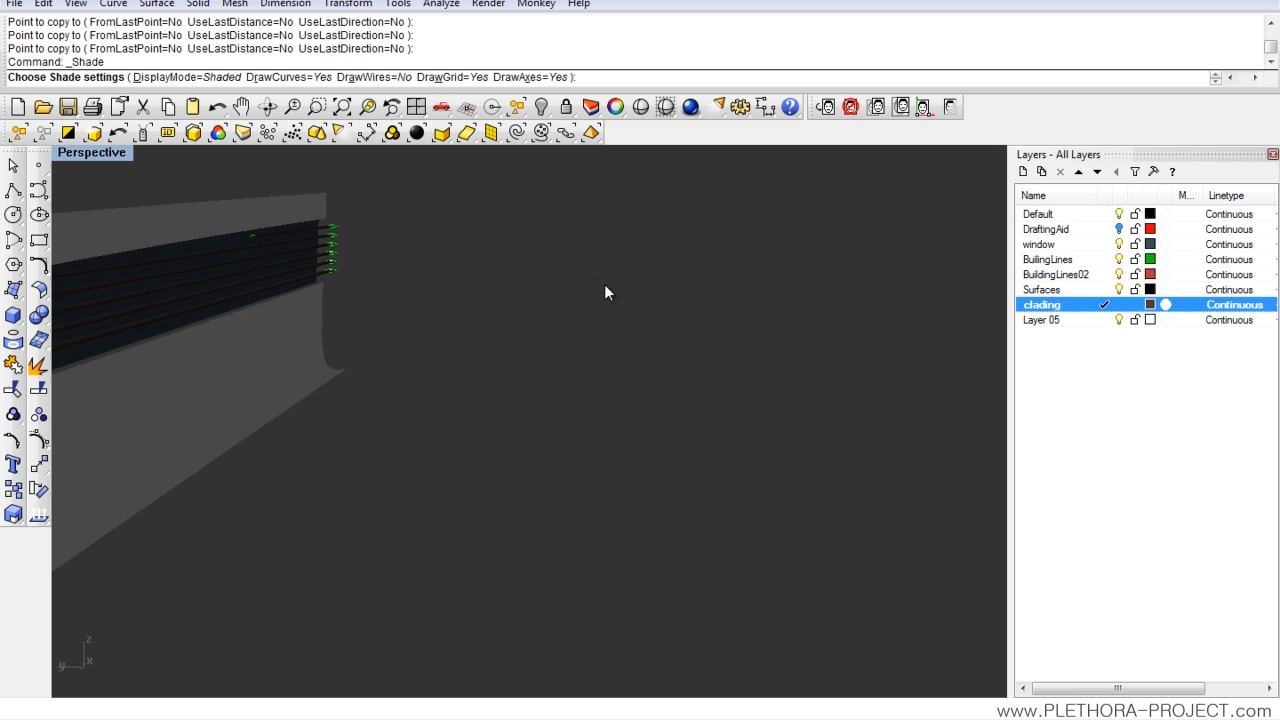 File Edit View Curve Surface Solid Mesh Dimension Transform Tools Analyze Render Monkey Help
Point to copy to ( FromLastPoint=No UseLastDistance=No UseLastDirection=No ):
Point to copy to ( FromLastPoint=No UseLastDistance=No UseLastDirection=No ):
Point to copy to ( FromLastPoint=No UseLastDistance=No UseLastDirection=No ):
Command: _Shade
Choose Shade settings ( DisplayMode=Shaded DrawCurves=Yes DrawWires=No DrawGrid=Yes DrawAxes=Yes ):
Perspective
Layers - All Layers
Name M... Linetype
Default Continuous
DraftingAid Continuous
window Continuous
BuilingLines Continuous
BuildingLines02 Continuous
Surfaces Continuous
clading Continuous
Layer 05 Continuous
z
y x
www.PLETHORA-PROJECT.com